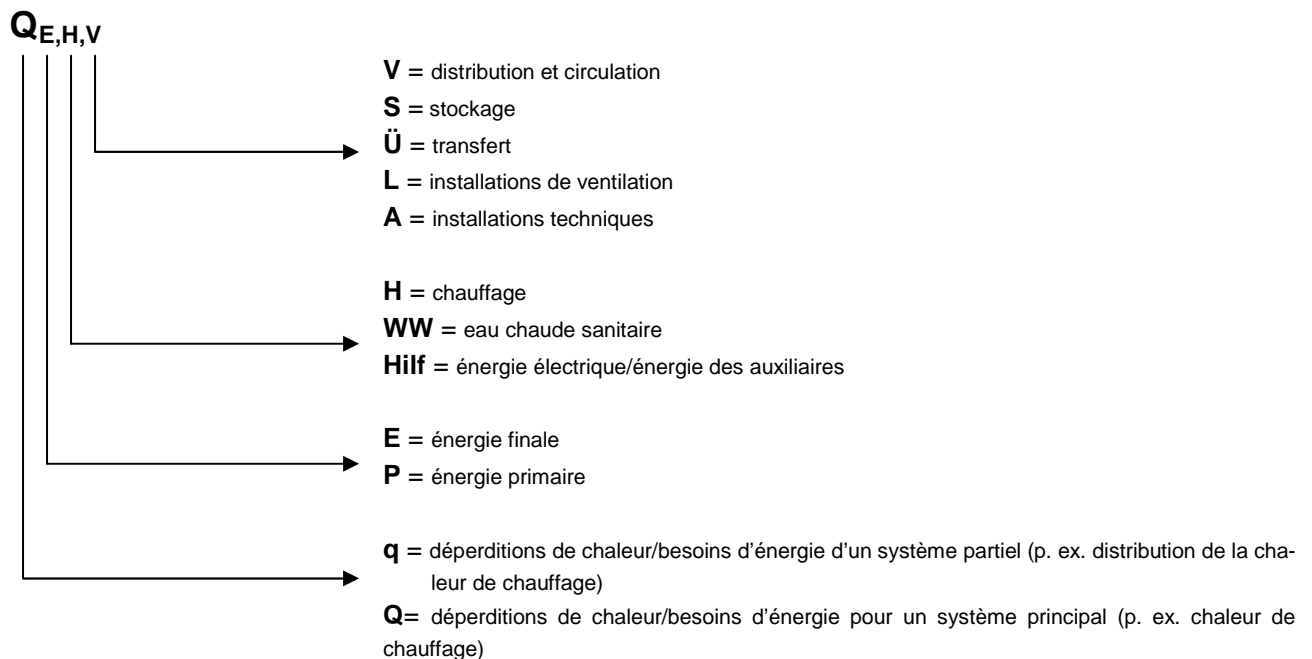 QE,H,V
V = distribution et circulation
S = stockage
Ü = transfert
L = installations de ventilation
A = installations techniques
H = chauffage
WW = eau chaude sanitaire
Hilf = énergie électrique/énergie des auxiliaires
E = énergie finale
P = énergie primaire
q = déperditions de chaleur/besoins d’énergie d’un système partiel (p. ex. distribution de la cha-
leur de chauffage)
Q= déperditions de chaleur/besoins d’énergie pour un système principal (p. ex. chaleur de
chauffage)